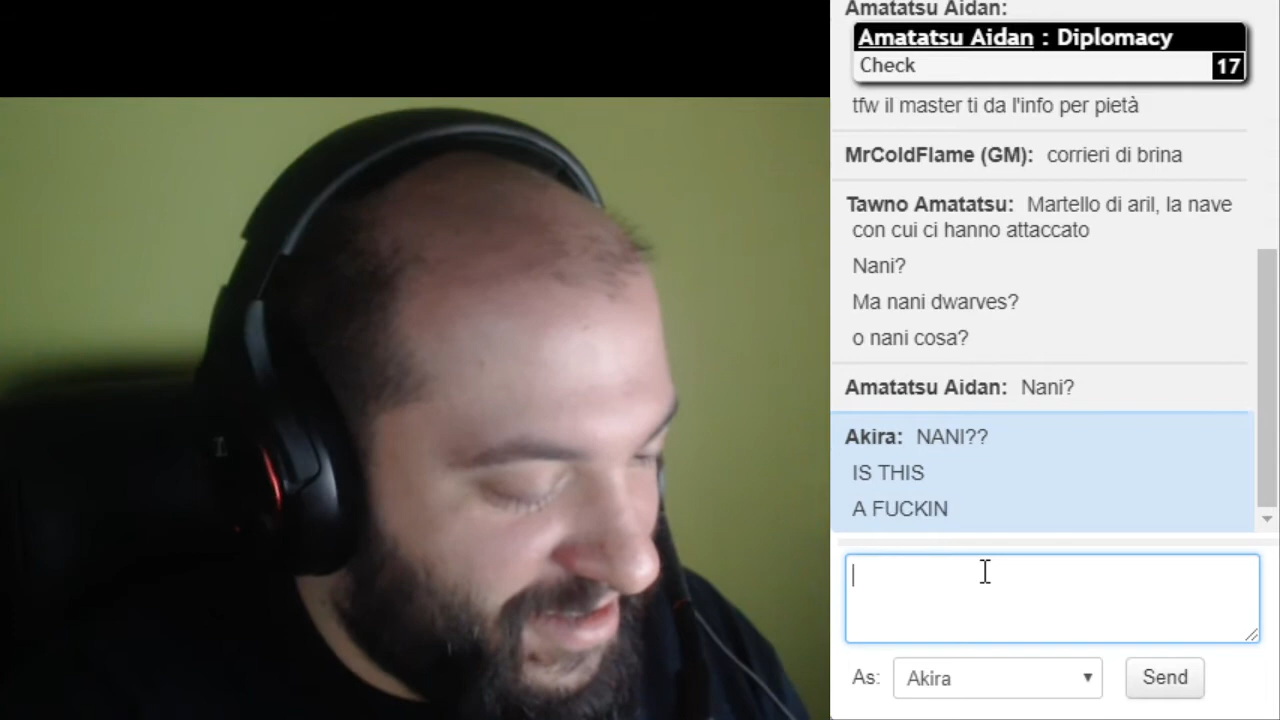 Amatatsu Aidan:
Amatatsu Aidan : Diplomacy
Check 17
tfw il master ti da l'info per pietà
MrColdFlame (GM): corrieri di brina
Tawno Amatatsu: Martello di aril, la nave
con cui ci hanno attaccato
Nani?
Ma nani dwarves?
o nani cosa?
Amatatsu Aidan: Nani?
Akira: NANI??
IS THIS
A FUCKIN
As: Akira Send